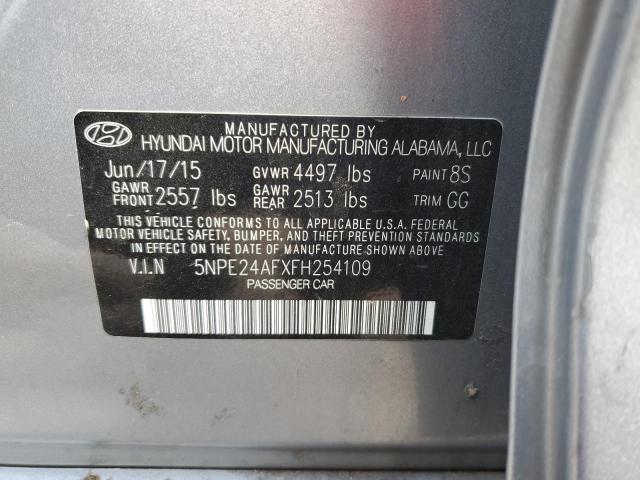 MANUFACTURED BY
HYUNDAI MOTOR MANUFACTURING ALABAMA, LLC
Jun/17/15 GVWR 4497 lbs PAINT 8S
GAWR FRONT 2557 lbs GAWR REAR 2513 lbs TRIM GG
THIS VEHICLE CONFORMS TO ALL APPLICABLE U.S.A. FEDERAL
MOTOR VEHICLE SAFETY, BUMPER, AND THEFT PREVENTION STANDARDS
IN EFFECT ON THE DATE OF MANUFACTURE SHOWN ABOVE.
V.I.N 5NPE24AFXFH254109
PASSENGER CAR